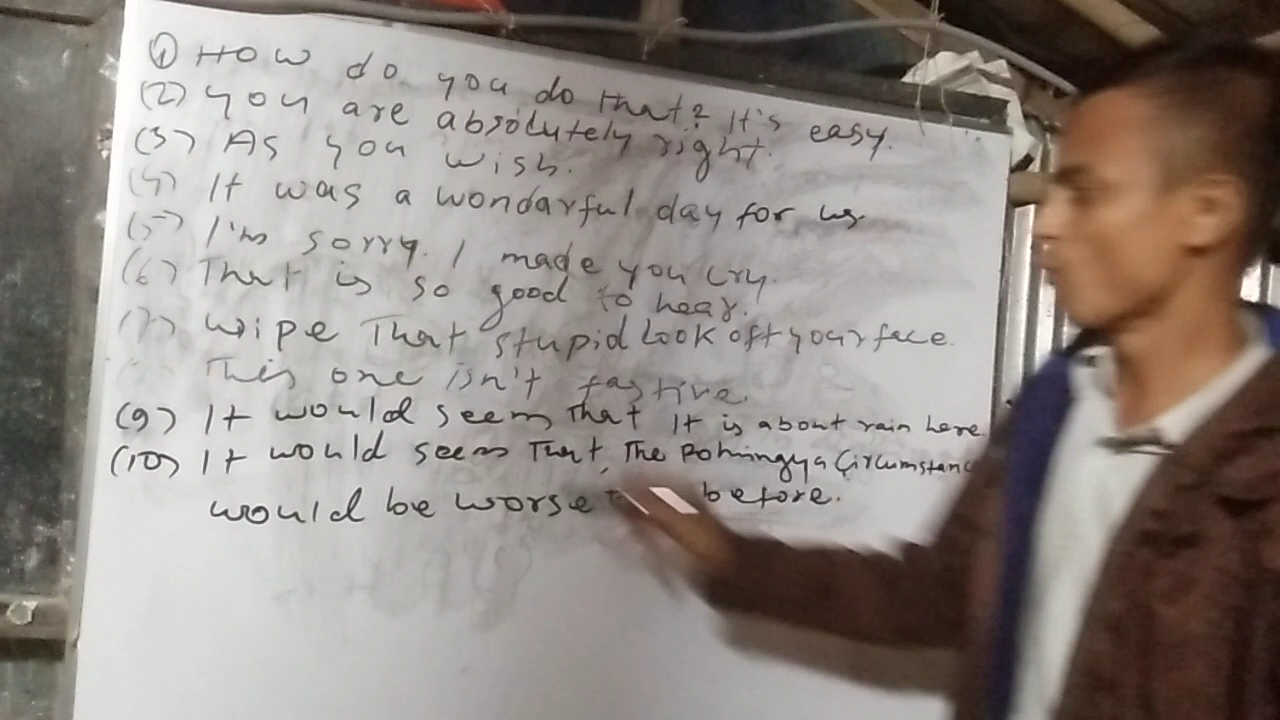 (1) How do you do that? It's easy.
(2) you are absolutely right.
(3) As you wish.
(4) It was a wondarful day for us.
(5) I'm sorry. I made you cry.
(6) That is so good to hear.
(7) wipe That stupid Look off your face.
This one isn't fastive.
(9) It would seem that It is about rain here.
(10) It would seem That, The Rohingya Circumstanc
would be worse before.